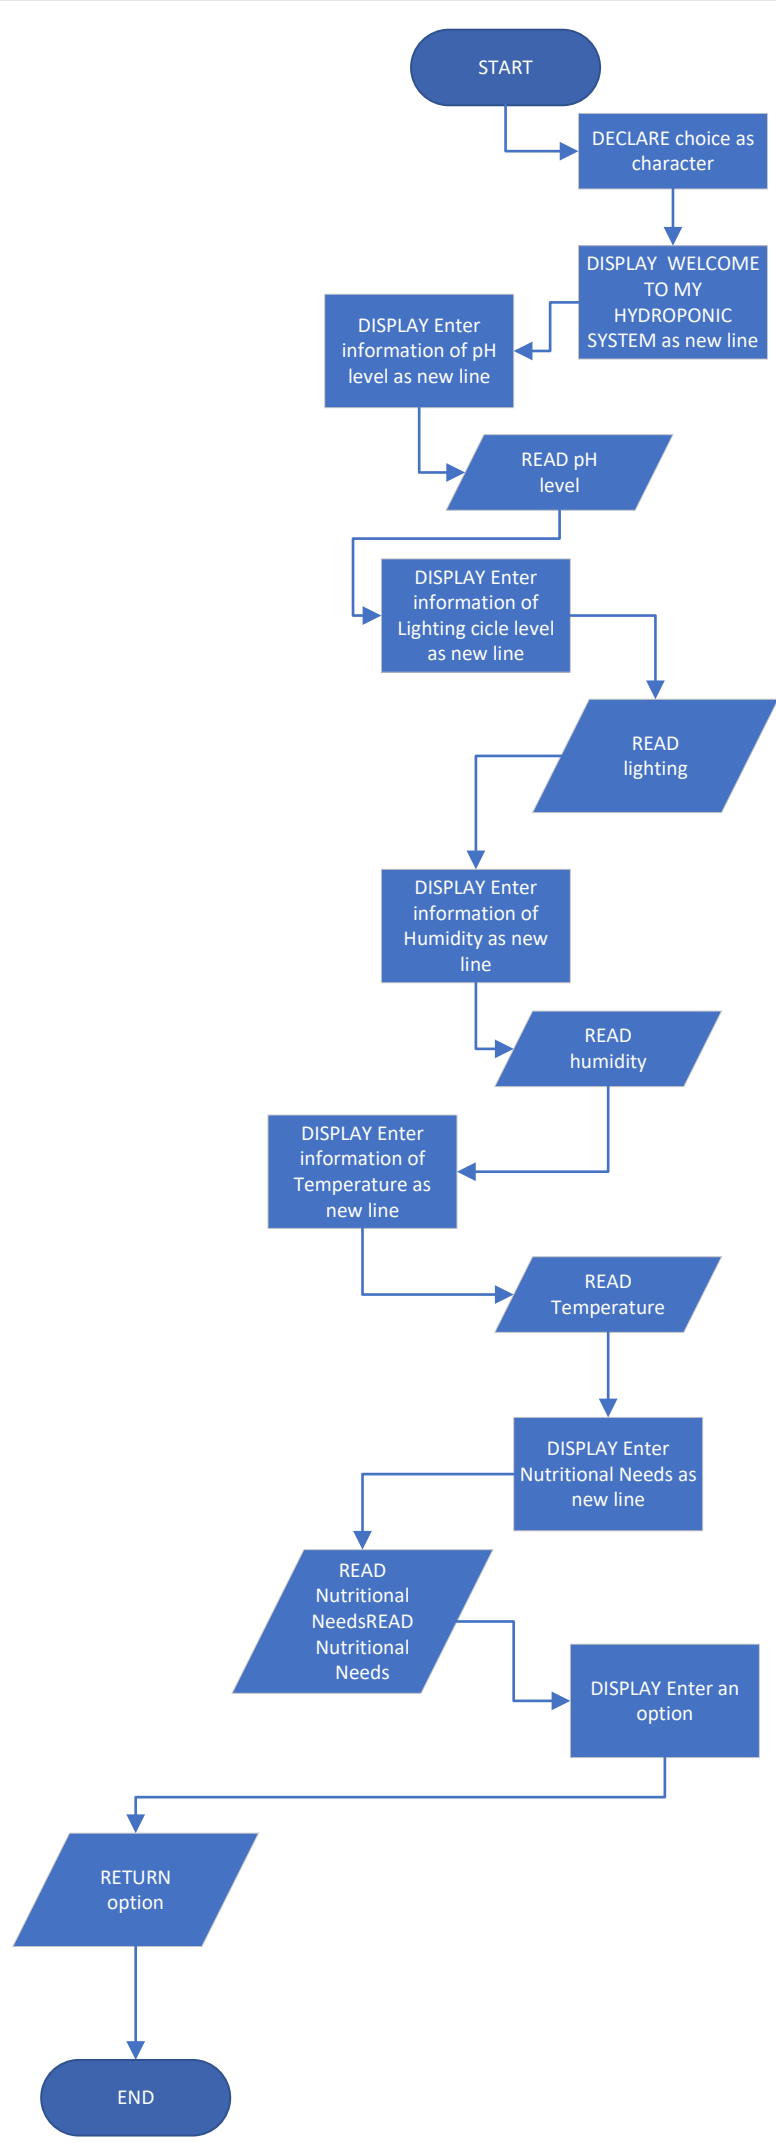 START
DECLARE choice as
character
DISPLAY WELCOME
TO MY
HYDROPONIC
SYSTEM as new line
DISPLAY Enter
information of pH
level as new line
READ pH
level
DISPLAY Enter
information of
Lighting cicle level
as new line
READ
lighting
DISPLAY Enter
information of
Humidity as new
line
READ
humidity
DISPLAY Enter
information of
Temperature as
new line
READ
Temperature
DISPLAY Enter
Nutritional Needs as
new line
READ
Nutritional
NeedsREAD
Nutritional
Needs
DISPLAY Enter an
option
RETURN
option
END